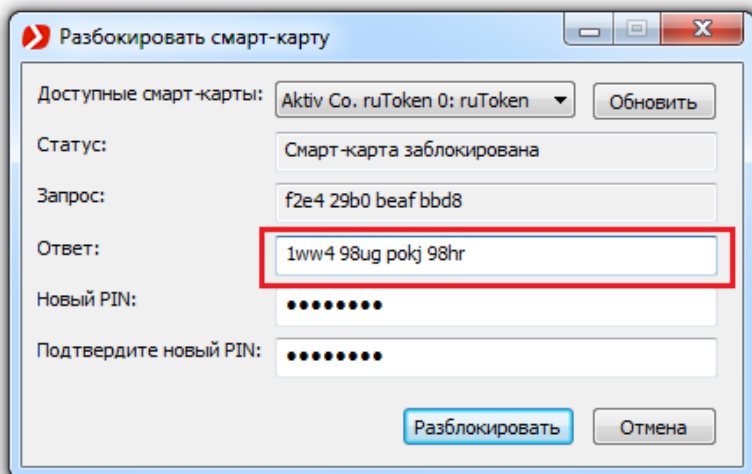 Разбокировать смарт-карту
Доступные смарт-карты: Aktiv Co. ruToken 0: ruToken Обновить
Статус: Смарт-карта заблокирована
Запрос: f2e4 29b0 beaf bbd8
Ответ: 1ww4 98ug pokj 98hr
Новый PIN: ●●●●●●●●
Подтвердите новый PIN: ●●●●●●●●
Разблокировать Отмена